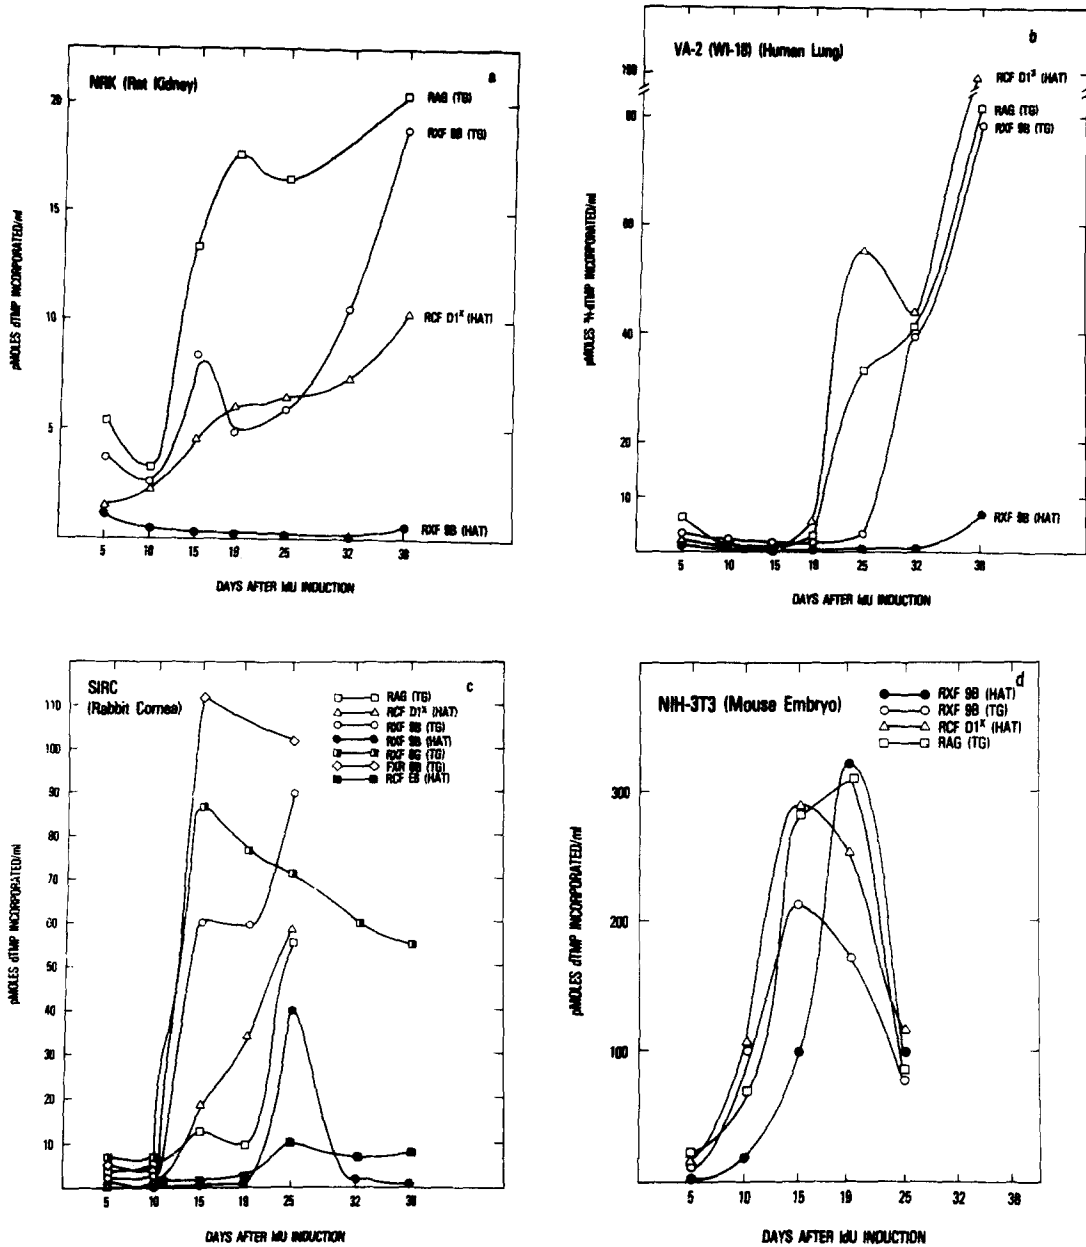 a
NRK (Rat Kidney)
20
15
10
5
pMOLES dTMP INCORPORATED/ml
RAG (TG)
RXF 9B (TG)
RCF D1ˣ (HAT)
RXF 9B (HAT)
5 10 15 19 25 32 38
DAYS AFTER IdU INDUCTION
b
VA-2 (WI-18) (Human Lung)
100
80
60
40
20
10
pMOLES ³H-dTMP INCORPORATED/ml
RCF D1ˣ (HAT)
RAG (TG)
RXF 9B (TG)
RXF 9B (HAT)
5 10 15 19 25 32 38
DAYS AFTER IdU INDUCTION
c
SIRC
(Rabbit Cornea)
110
100
90
80
70
60
50
40
30
20
10
pMOLES dTMP INCORPORATED/ml
RAG (TG)
RCF D1ˣ (HAT)
RXF 9B (TG)
RXF 9B (HAT)
(TG)
(TG)
(HAT)
5 10 15 19 25 32 38
DAYS AFTER IdU INDUCTION
d
NIH-3T3 (Mouse Embryo)
RXF 9B (HAT)
RXF 9B (TG)
RCF D1ˣ (HAT)
RAG (TG)
300
200
100
pMOLES dTMP INCORPORATED/ml
5 10 15 19 25 32 38
DAYS AFTER IdU INDUCTION